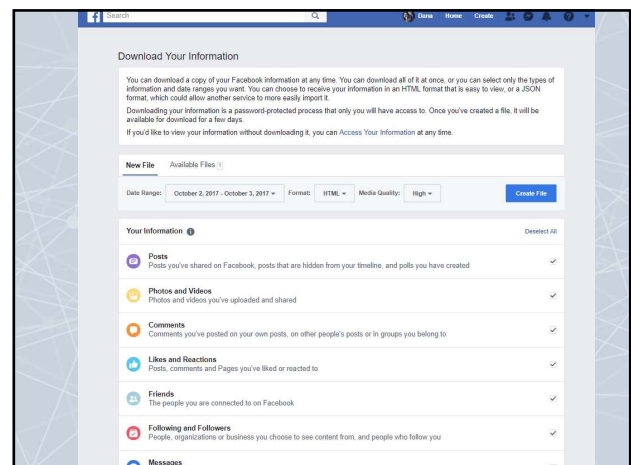 f Search Dana Home Create
Download Your Information
You can download a copy of your Facebook information at any time. You can download all of it at once, or you can select only the types of
information and date ranges you want. You can choose to receive your information in an HTML format that is easy to view, or a JSON
format, which could allow another service to more easily import it.
Downloading your information is a password-protected process that only you will have access to. Once you've created a file, it will be
available for download for a few days.
If you'd like to view your information without downloading it, you can Access Your Information at any time.
New File Available Files
Date Range: October 2, 2017 - October 3, 2017 Format: HTML Media Quality: High Create File
Your Information Deselect All
Posts
Posts you've shared on Facebook, posts that are hidden from your timeline, and polls you have created
Photos and Videos
Photos and videos you've uploaded and shared
Comments
Comments you've posted on your own posts, on other people's posts or in groups you belong to
Likes and Reactions
Posts, comments and Pages you've liked or reacted to
Friends
The people you are connected to on Facebook
Following and Followers
People, organizations or business you choose to see content from, and people who follow you
Messages